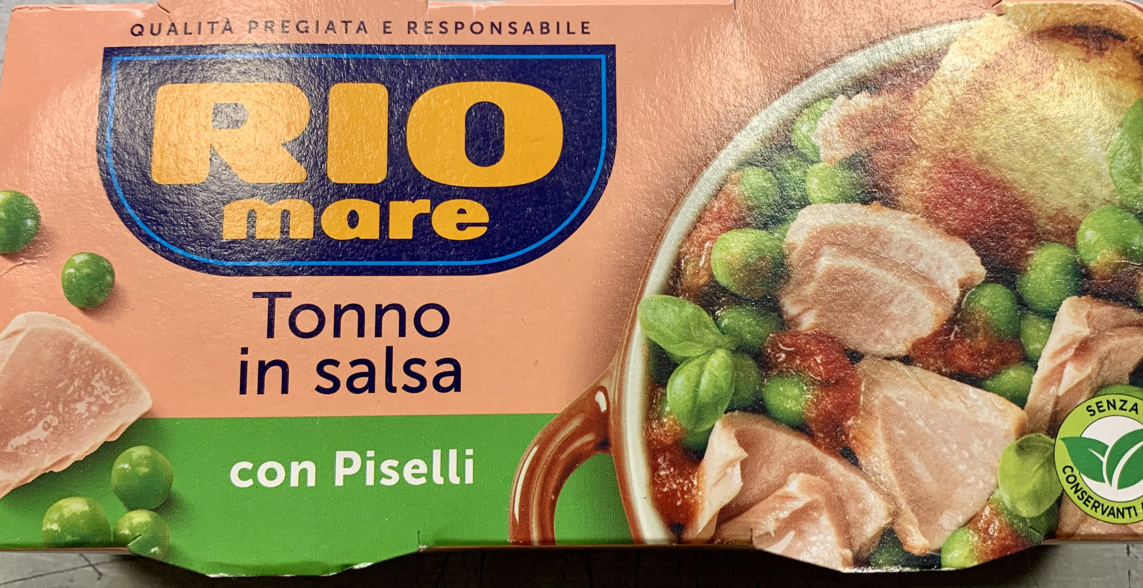 QUALITÀ PREGIATA E RESPONSABILE
RIO
mare
Tonno
in salsa
con Piselli
SENZA
CONSERVANTI